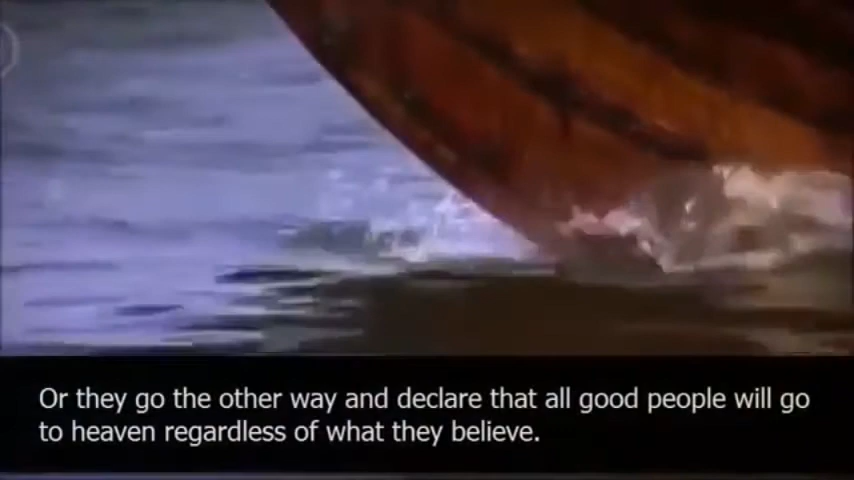 Or they go the other way and declare that all good people will go
to heaven regardless of what they believe.